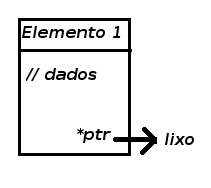 Elemento 1
// dados
*ptr
lixo